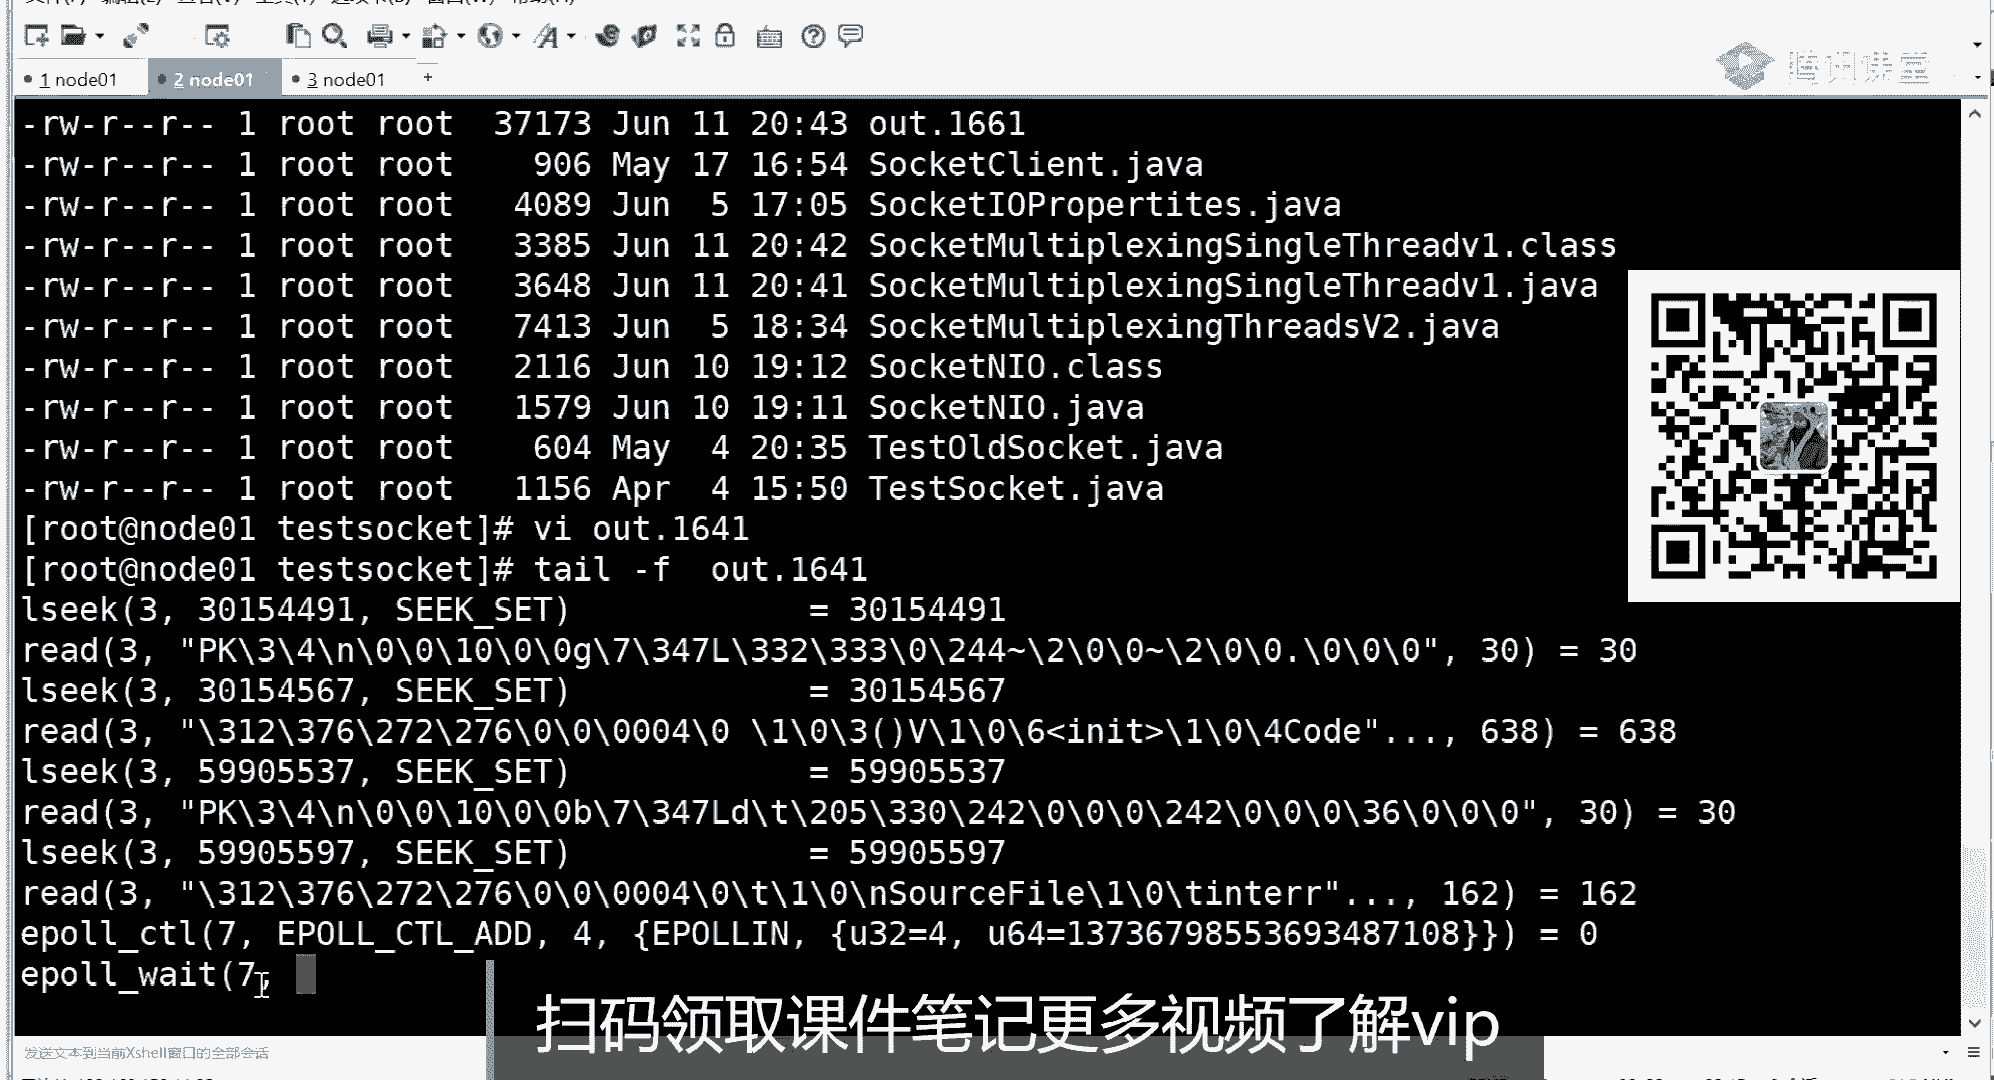 1 node01
2 node01
3 node01
+
腾讯课堂
-rw-r--r-- 1 root root  37173 Jun 11 20:43 out.1661
-rw-r--r-- 1 root root    906 May 17 16:54 SocketClient.java
-rw-r--r-- 1 root root   4089 Jun  5 17:05 SocketIOPropertites.java
-rw-r--r-- 1 root root   3385 Jun 11 20:42 SocketMultiplexingSingleThreadv1.class
-rw-r--r-- 1 root root   3648 Jun 11 20:41 SocketMultiplexingSingleThreadv1.java
-rw-r--r-- 1 root root   7413 Jun  5 18:34 SocketMultiplexingThreadsV2.java
-rw-r--r-- 1 root root   2116 Jun 10 19:12 SocketNIO.class
-rw-r--r-- 1 root root   1579 Jun 10 19:11 SocketNIO.java
-rw-r--r-- 1 root root    604 May  4 20:35 TestOldSocket.java
-rw-r--r-- 1 root root   1156 Apr  4 15:50 TestSocket.java
[root@node01 testsocket]# vi out.1641
[root@node01 testsocket]# tail -f  out.1641
lseek(3, 30154491, SEEK_SET)            = 30154491
read(3, "PK\3\4\n\0\0\10\0\0g\7\347L\332\333\0\244~\2\0\0~\2\0\0.\0\0\0", 30) = 30
lseek(3, 30154567, SEEK_SET)            = 30154567
read(3, "\312\376\272\276\0\0\0004\0 \1\0\3()V\1\0\6<init>\1\0\4Code"..., 638) = 638
lseek(3, 59905537, SEEK_SET)            = 59905537
read(3, "PK\3\4\n\0\0\10\0\0b\7\347Ld\t\205\330\242\0\0\0\242\0\0\0\36\0\0\0", 30) = 30
lseek(3, 59905597, SEEK_SET)            = 59905597
read(3, "\312\376\272\276\0\0\0004\0\t\1\0\nSourceFile\1\0\tinterr"..., 162) = 162
epoll_ctl(7, EPOLL_CTL_ADD, 4, {EPOLLIN, {u32=4, u64=13736798553693487108}}) = 0
epoll_wait(7,
扫码领取课件笔记更多视频了解vip
发送文本到当前Xshell窗口的全部会话